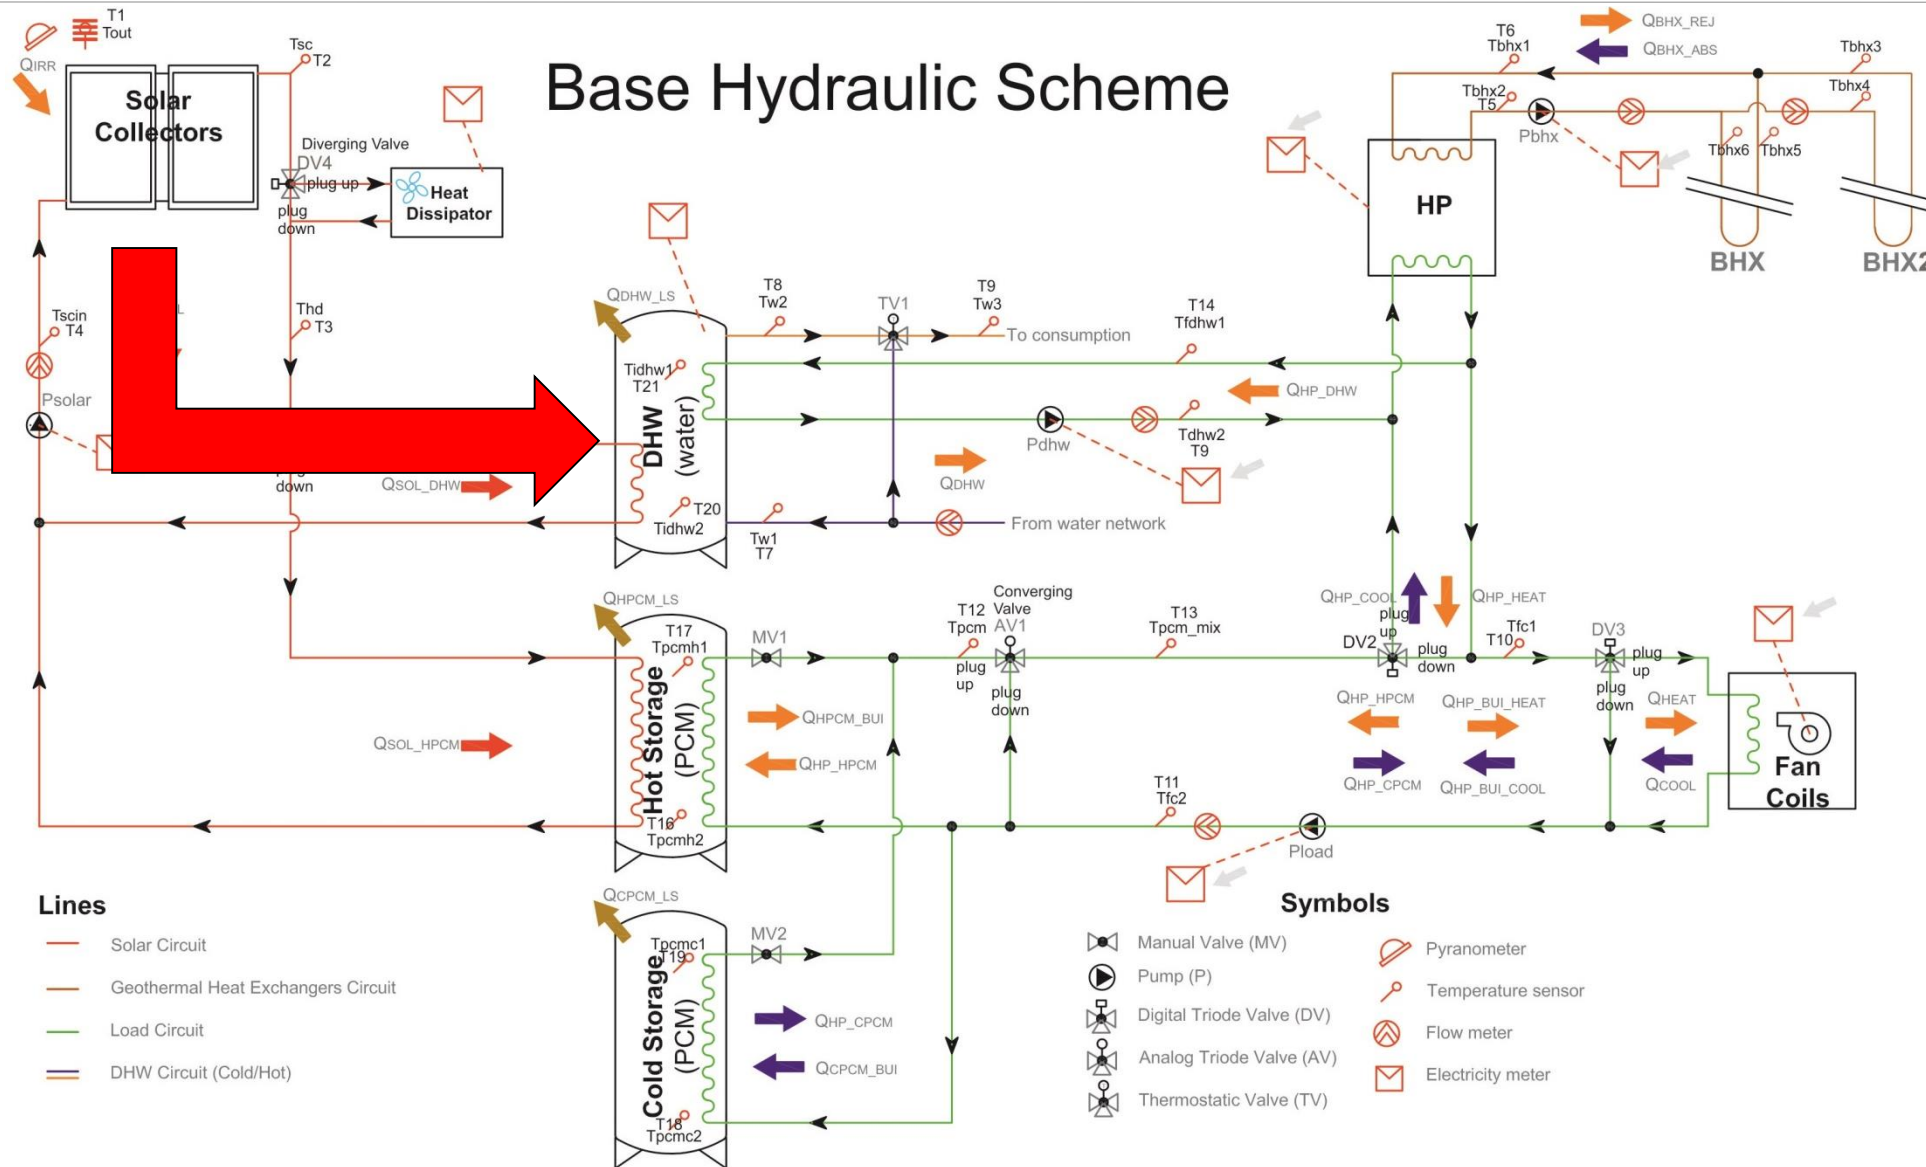 Base Hydraulic Scheme
T1
Tout
QIRR
Solar
Collectors
Tsc
T2
Diverging Valve
DV4
plug up
plug
down
Heat
Dissipator
Thd
T3
Tscin
T4
L
Psolar
down
QSOL_DHW
QSOL_HPCM
QDHW_LS
Tidhw1
T21
DHW
(water)
T20
Tidhw2
T8
Tw2
TV1
T9
Tw3
To consumption
T14
Tfdhw1
QHP_DHW
Pdhw
Tdhw2
T9
QDHW
From water network
Tw1
T7
HP
T6
Tbhx1
QBHX_REJ
QBHX_ABS
Tbhx2
T5
Pbhx
Tbhx3
Tbhx4
Tbhx6
Tbhx5
BHX
BHX2
QHPCM_LS
T17
Tpcmh1
Hot Storage
(PCM)
T16
Tpcmh2
MV1
QHPCM_BUI
QHP_HPCM
T12
Tpcm
plug
up
Converging
Valve
AV1
plug
down
T13
Tpcm_mix
QHP_COOL
QHP_HEAT
plug
up
DV2
plug
down
T10
Tfc1
DV3
plug
up
plug
down
QHP_HPCM
QHP_CPCM
QHP_BUI_HEAT
QHP_BUI_COOL
QHEAT
QCOOL
Fan
Coils
T11
Tfc2
Pload
QCPCM_LS
Tpcmc1
T19
Cold Storage
(PCM)
T18
Tpcmc2
MV2
QHP_CPCM
QCPCM_BUI
Lines
Solar Circuit
Geothermal Heat Exchangers Circuit
Load Circuit
DHW Circuit (Cold/Hot)
Symbols
Manual Valve (MV)
Pump (P)
Digital Triode Valve (DV)
Analog Triode Valve (AV)
Thermostatic Valve (TV)
Pyranometer
Temperature sensor
Flow meter
Electricity meter